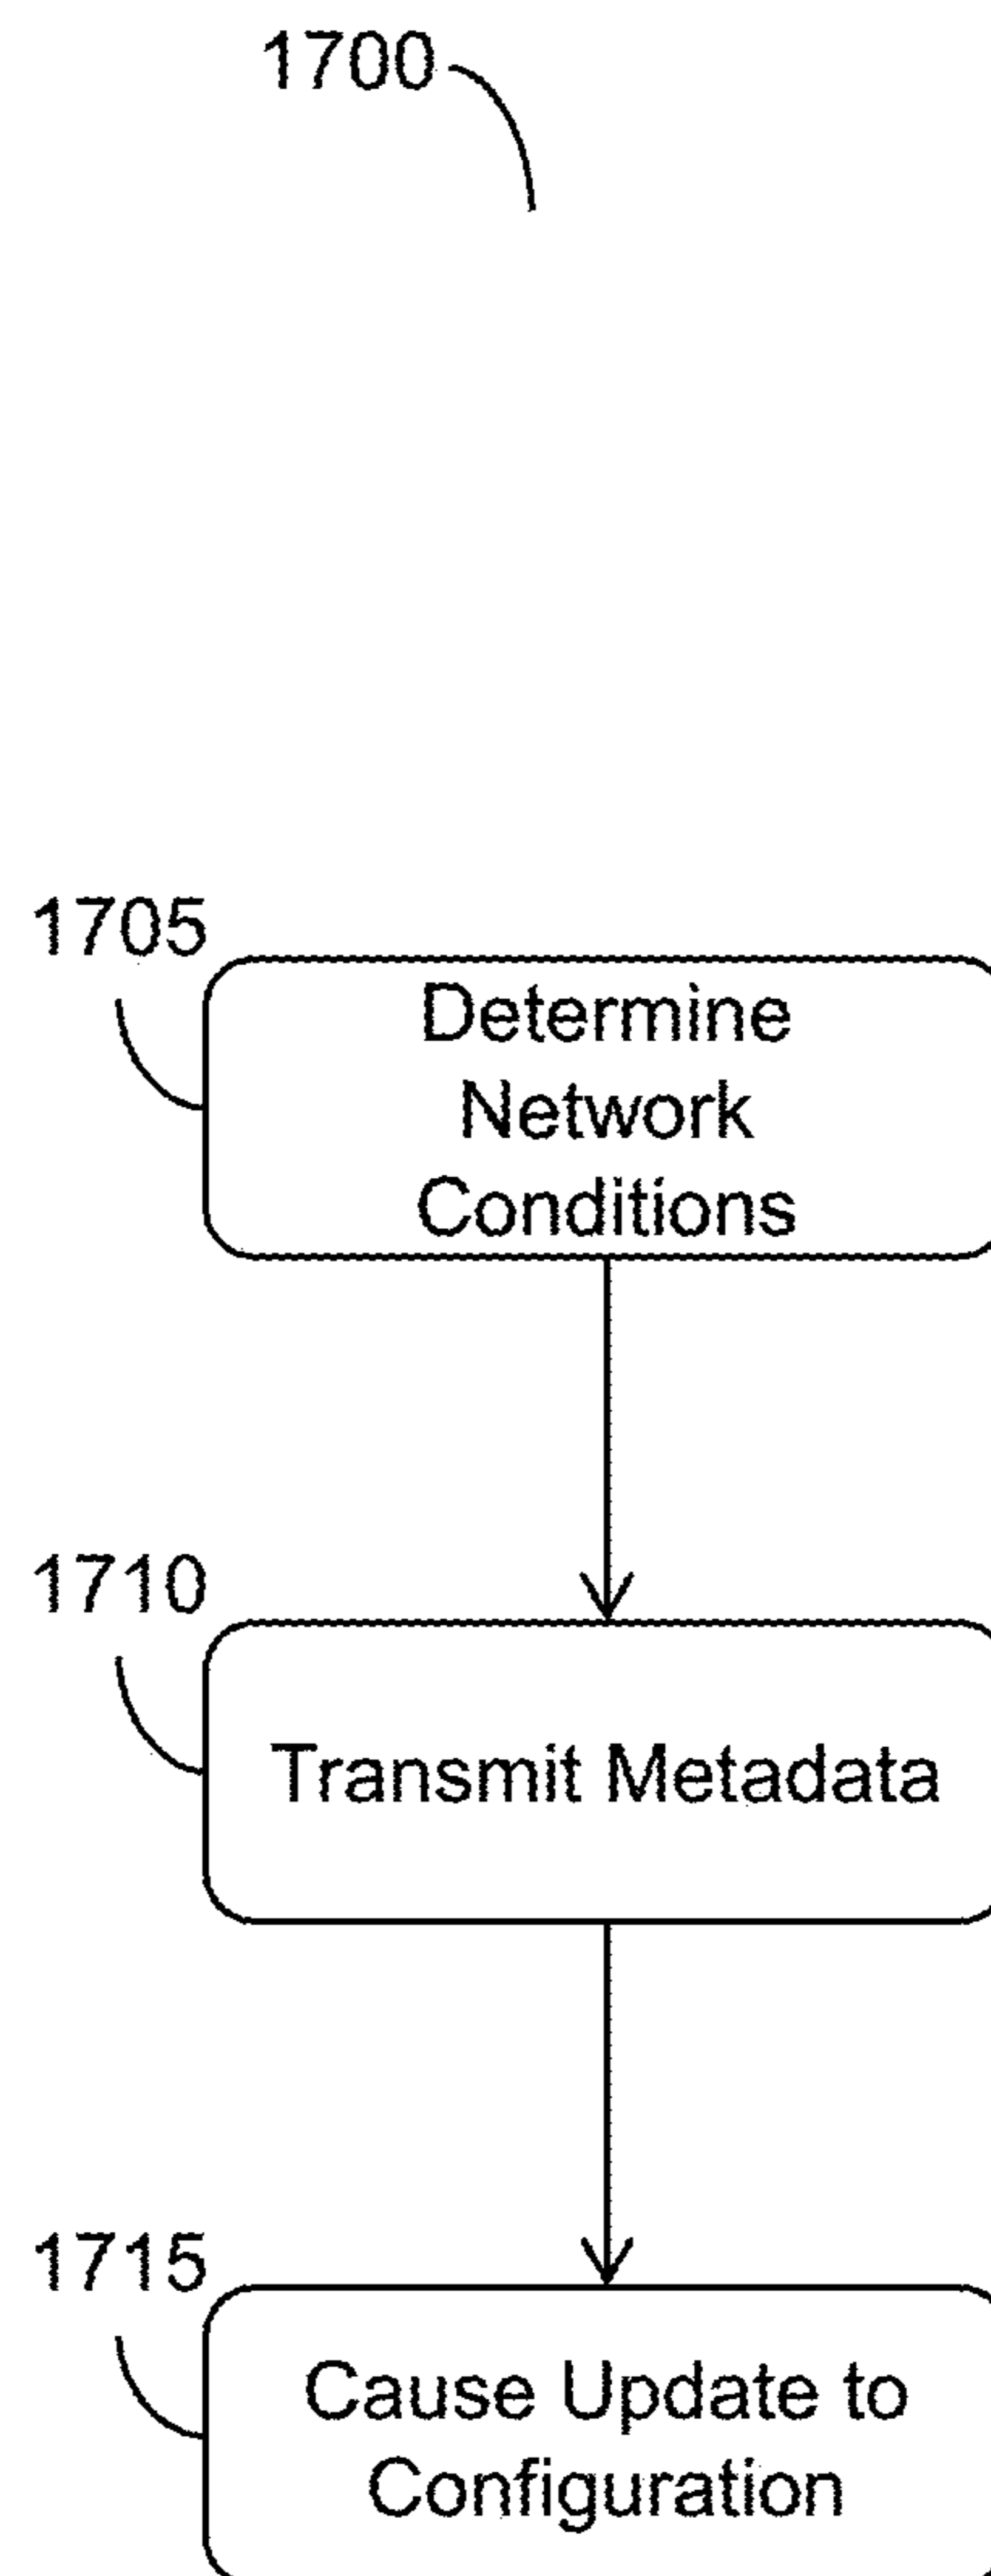 1700
1705
Determine
Network
Conditions
1710
Transmit Metadata
1715
Cause Update to
Configuration